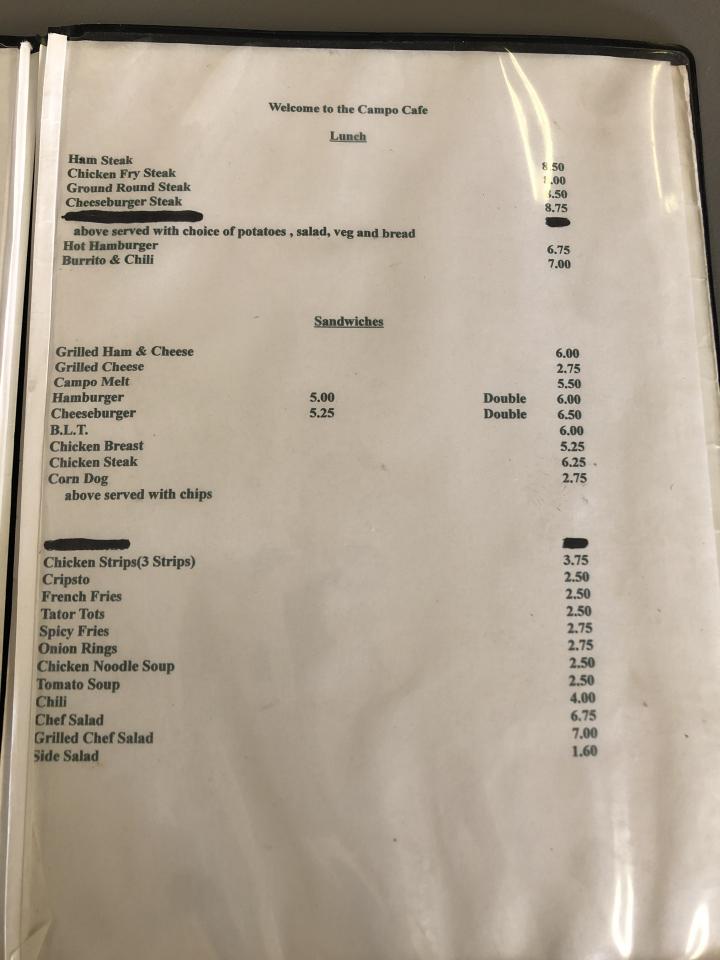 Welcome to the Campo Cafe
Lunch
Ham Steak 8.50
Chicken Fry Steak
Ground Round Steak
Cheeseburger Steak 8.75
above served with choice of potatoes , salad, veg and bread
Hot Hamburger 6.75
Burrito & Chili 7.00
Sandwiches
Grilled Ham & Cheese 6.00
Grilled Cheese 2.75
Campo Melt 5.50
Hamburger 5.00 Double 6.00
Cheeseburger 5.25 Double 6.50
B.L.T. 6.00
Chicken Breast 5.25
Chicken Steak 6.25
Corn Dog 2.75
above served with chips
Chicken Strips(3 Strips) 3.75
Cripsto 2.50
French Fries 2.50
Tator Tots 2.50
Spicy Fries 2.75
Onion Rings 2.75
Chicken Noodle Soup 2.50
Tomato Soup 2.50
Chili 4.00
Chef Salad 6.75
Grilled Chef Salad 7.00
Side Salad 1.60